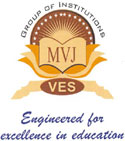 GROUP OF INSTITUTIONS
MVJ
VES
Engineered for
excellence in education